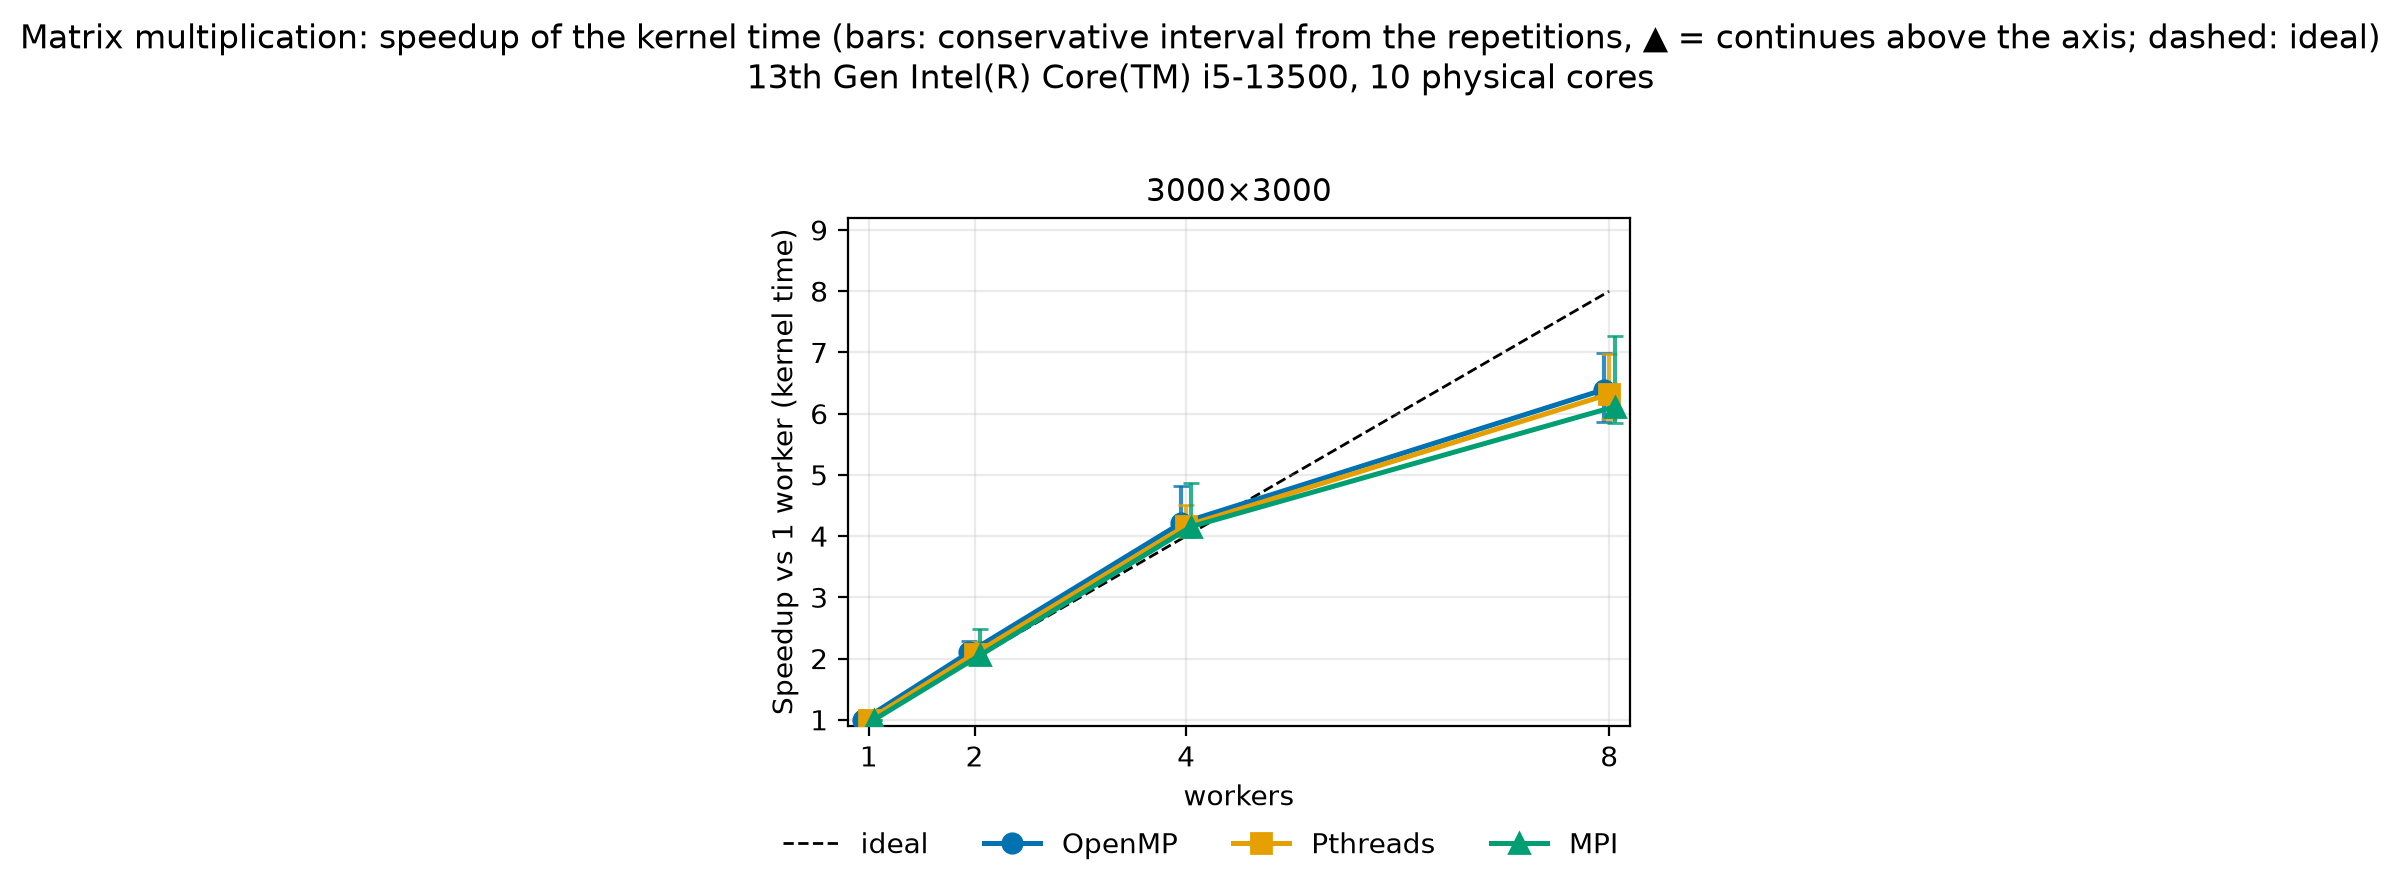 Matrix multiplication: speedup of the kernel time (bars: conservative interval from the repetitions, ▲ = continues above the axis; dashed: ideal)
13th Gen Intel(R) Core(TM) i5-13500, 10 physical cores
3000×3000
Speedup vs 1 worker (kernel time)
9
8
7
6
5
4
3
2
1
1 2 4 8
workers
ideal OpenMP Pthreads MPI